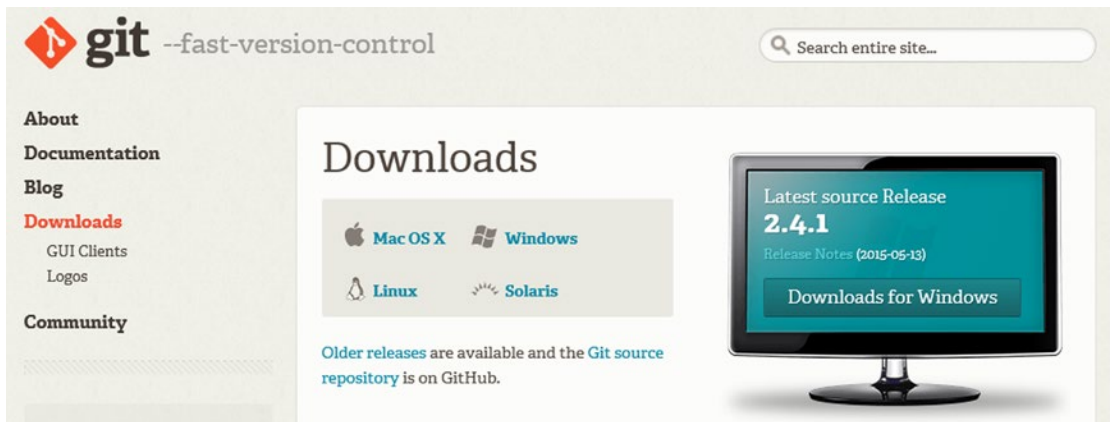 git --fast-version-control
Search entire site...
About
Documentation
Blog
Downloads
GUI Clients
Logos
Community
Downloads
Mac OS X
Windows
Linux
Solaris
Older releases are available and the Git source
repository is on GitHub.
Latest source Release
2.4.1
Release Notes (2015-05-13)
Downloads for Windows